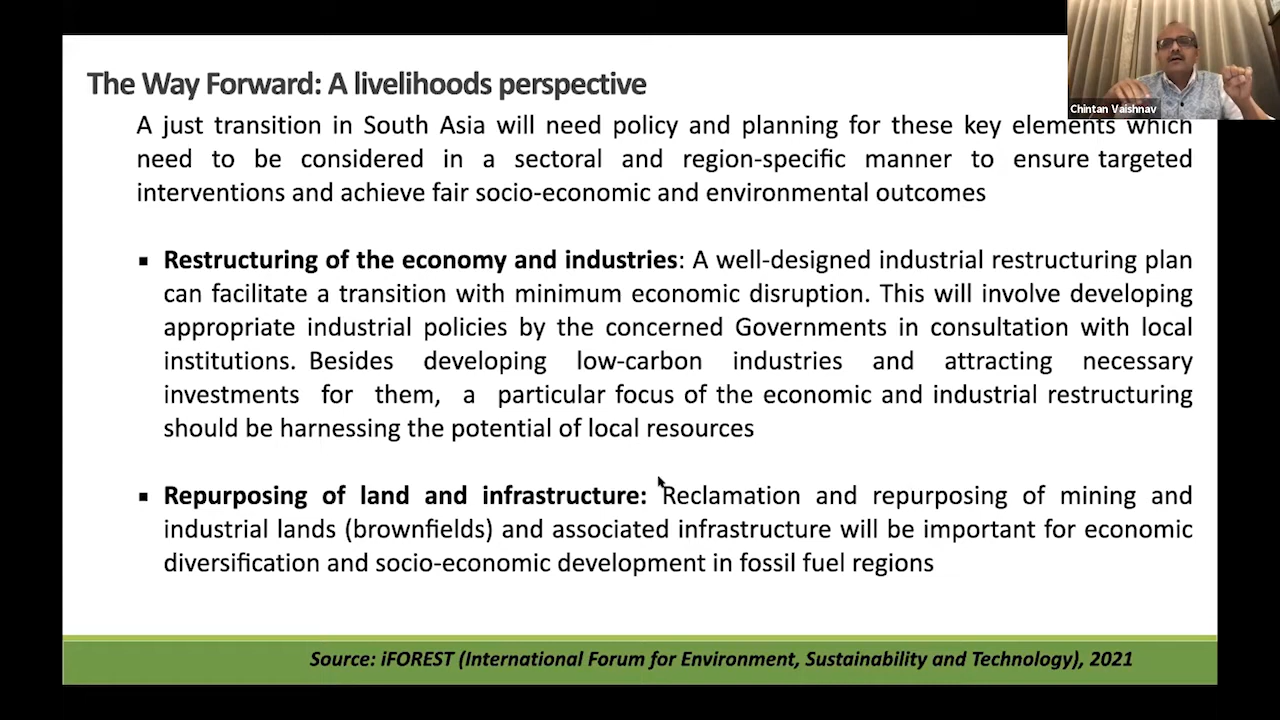 The Way Forward: A livelihoods perspective
Chintan Vaishnav
A just transition in South Asia will need policy and planning for these key elements which
need to be considered in a sectoral and region-specific manner to ensure targeted
interventions and achieve fair socio-economic and environmental outcomes
▪ Restructuring of the economy and industries: A well-designed industrial restructuring plan
can facilitate a transition with minimum economic disruption. This will involve developing
appropriate industrial policies by the concerned Governments in consultation with local
institutions. Besides developing low-carbon industries and attracting necessary
investments for them, a particular focus of the economic and industrial restructuring
should be harnessing the potential of local resources
▪ Repurposing of land and infrastructure: Reclamation and repurposing of mining and
industrial lands (brownfields) and associated infrastructure will be important for economic
diversification and socio-economic development in fossil fuel regions
Source: iFOREST (International Forum for Environment, Sustainability and Technology), 2021